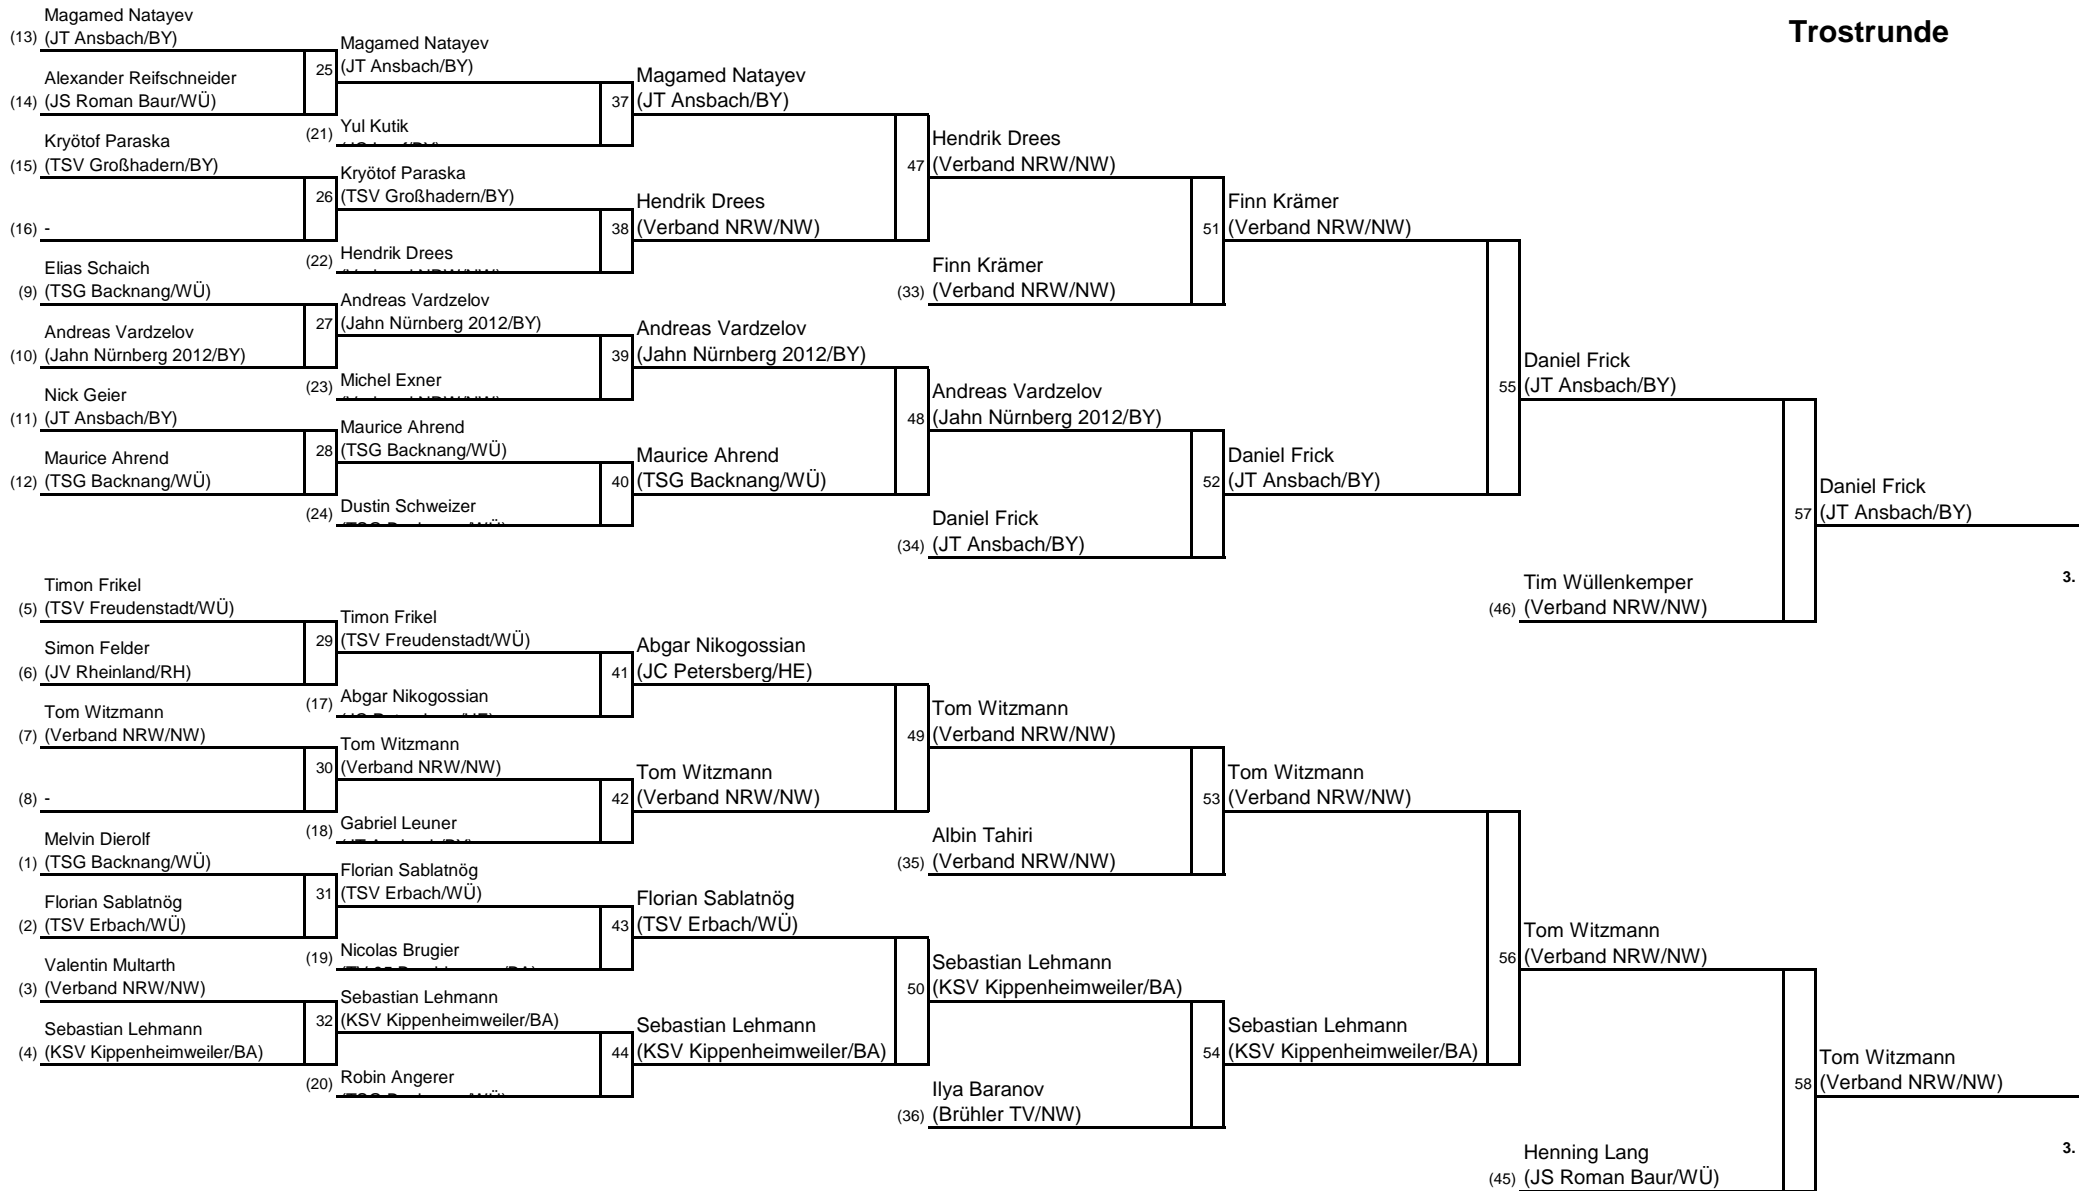 Trostrunde
Magamed Natayev
(13) (JT Ansbach/BY)
Alexander Reifschneider
(14) (JS Roman Baur/WÜ)
Kryötof Paraska
(15) (TSV Großhadern/BY)
(16) -
Elias Schaich
(9) (TSG Backnang/WÜ)
Andreas Vardzelov
(10) (Jahn Nürnberg 2012/BY)
Nick Geier
(11) (JT Ansbach/BY)
Maurice Ahrend
(12) (TSG Backnang/WÜ)
25
26
27
28
Magamed Natayev
(JT Ansbach/BY)
(21) Yul Kutik
Kryötof Paraska
(TSV Großhadern/BY)
(22) Hendrik Drees
Andreas Vardzelov
(Jahn Nürnberg 2012/BY)
(23) Michel Exner
Maurice Ahrend
(TSG Backnang/WÜ)
(24) Dustin Schweizer
37
38
39
40
Magamed Natayev
(JT Ansbach/BY)
Hendrik Drees
(Verband NRW/NW)
Andreas Vardzelov
(Jahn Nürnberg 2012/BY)
Maurice Ahrend
(TSG Backnang/WÜ)
47
48
Hendrik Drees
(Verband NRW/NW)
Finn Krämer
(33) (Verband NRW/NW)
Andreas Vardzelov
(Jahn Nürnberg 2012/BY)
Daniel Frick
(34) (JT Ansbach/BY)
51
52
Finn Krämer
(Verband NRW/NW)
Daniel Frick
(JT Ansbach/BY)
55
Daniel Frick
(JT Ansbach/BY)
Tim Wüllenkemper
(46) (Verband NRW/NW)
57
Daniel Frick
(JT Ansbach/BY)
3.
Timon Frikel
(5) (TSV Freudenstadt/WÜ)
Simon Felder
(6) (JV Rheinland/RH)
Tom Witzmann
(7) (Verband NRW/NW)
(8) -
Melvin Dierolf
(1) (TSG Backnang/WÜ)
Florian Sablatnög
(2) (TSV Erbach/WÜ)
Valentin Multarth
(3) (Verband NRW/NW)
Sebastian Lehmann
(4) (KSV Kippenheimweiler/BA)
29
30
31
32
Timon Frikel
(TSV Freudenstadt/WÜ)
(17) Abgar Nikogossian
Tom Witzmann
(Verband NRW/NW)
(18) Gabriel Leuner
Florian Sablatnög
(TSV Erbach/WÜ)
(19) Nicolas Brugier
Sebastian Lehmann
(KSV Kippenheimweiler/BA)
(20) Robin Angerer
41
42
43
44
Abgar Nikogossian
(JC Petersberg/HE)
Tom Witzmann
(Verband NRW/NW)
Florian Sablatnög
(TSV Erbach/WÜ)
Sebastian Lehmann
(KSV Kippenheimweiler/BA)
49
50
Tom Witzmann
(Verband NRW/NW)
Albin Tahiri
(35) (Verband NRW/NW)
Sebastian Lehmann
(KSV Kippenheimweiler/BA)
Ilya Baranov
(36) (Brühler TV/NW)
53
54
Tom Witzmann
(Verband NRW/NW)
Sebastian Lehmann
(KSV Kippenheimweiler/BA)
56
Tom Witzmann
(Verband NRW/NW)
Henning Lang
(45) (JS Roman Baur/WÜ)
58
Tom Witzmann
(Verband NRW/NW)
3.